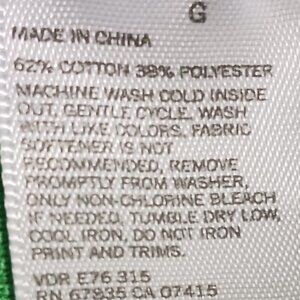 G
MADE IN CHINA
62% COTTON 38% POLYESTER
MACHINE WASH COLD INSIDE
OUT, GENTLE CYCLE, WASH
WITH LIKE COLORS. FABRIC
SOFTENER IS NOT
RECOMMENDED, REMOVE
PROMPTLY FROM WASHER,
ONLY NON-CHLORINE BLEACH
IF NEEDED, TUMBLE DRY LOW,
COOL IRON. DO NOT IRON
PRINT AND TRIMS.
VDR E76 315
RN 67835 CA 07415